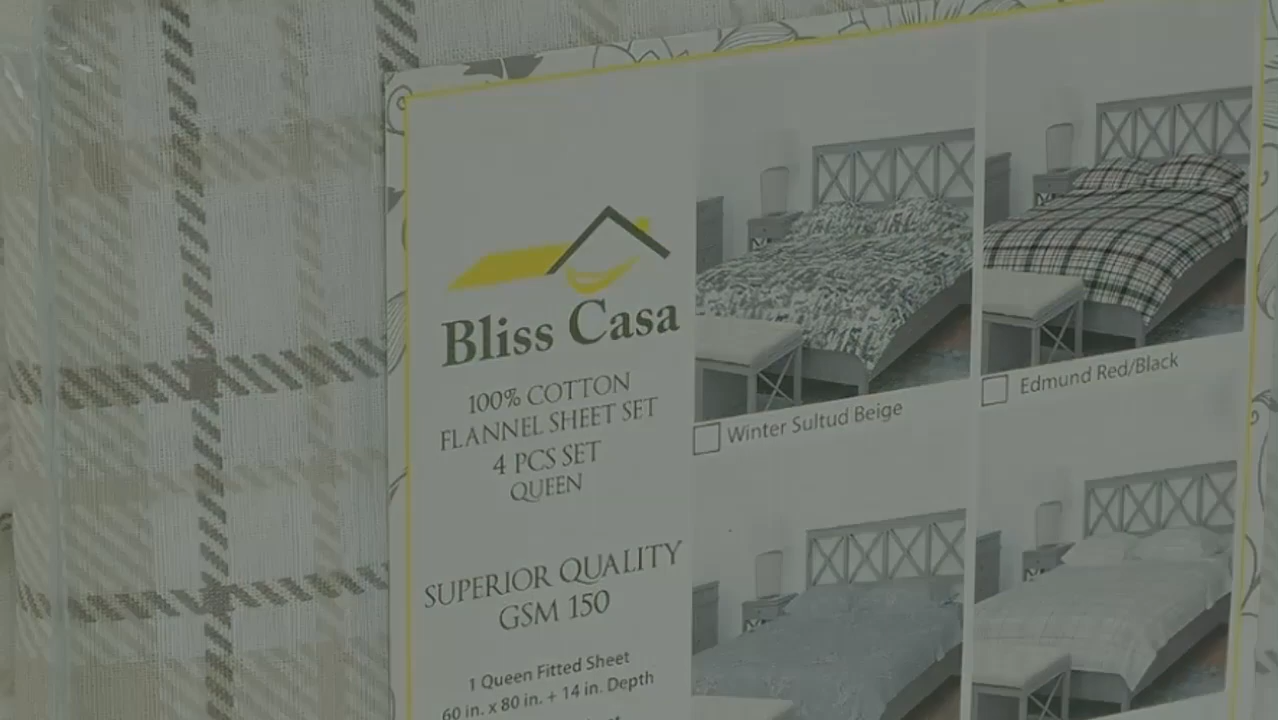 Bliss Casa
100% COTTON
FLANNEL SHEET SET
4 PCS SET
QUEEN
SUPERIOR QUALITY
GSM 150
1 Queen Fitted Sheet
60 in. x 80 in. + 14 in. Depth
Winter Sultud Beige
Edmund Red/Black